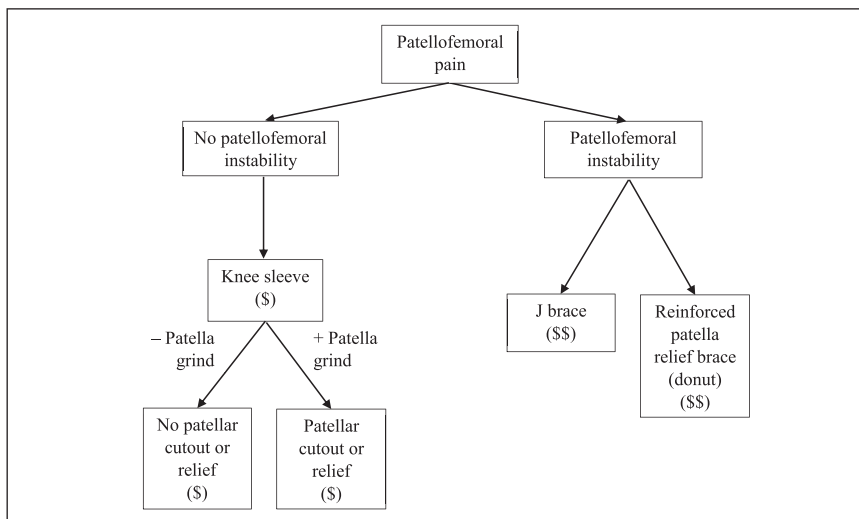 Patellofemoral
pain
No patellofemoral
instability
Patellofemoral
instability
Knee sleeve
($)
– Patella
grind
+ Patella
grind
J brace
($$)
Reinforced
patella
relief brace
(donut)
($$)
No patellar
cutout or
relief
($)
Patellar
cutout or
relief
($)